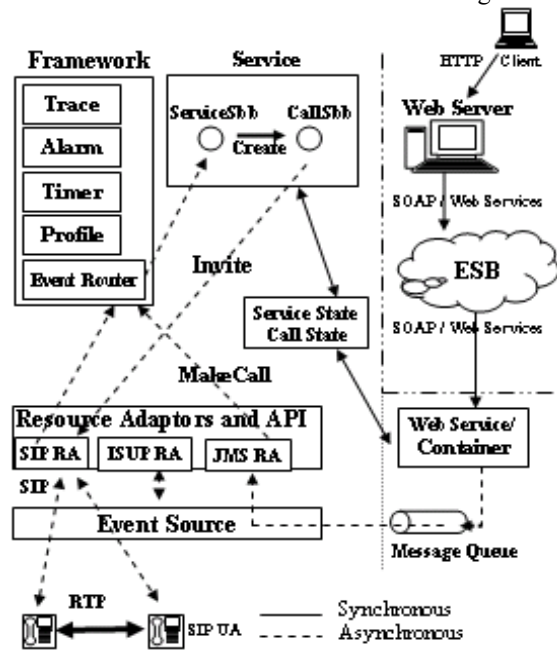 HTTP Client
Framework
Service
Trace
Alarm
Timer
Profile
Event Router
ServiceSbb
CallSbb
Create
Web Server
SOAP / Web Services
ESB
SOAP / Web Services
Invite
Service State
Call State
MakeCall
Resource Adaptors and API
SIP RA
ISUP RA
JMS RA
SIP
Web Service/
Container
Event Source
Message Queue
RTP
SIP UA
Synchronous
Asynchronous